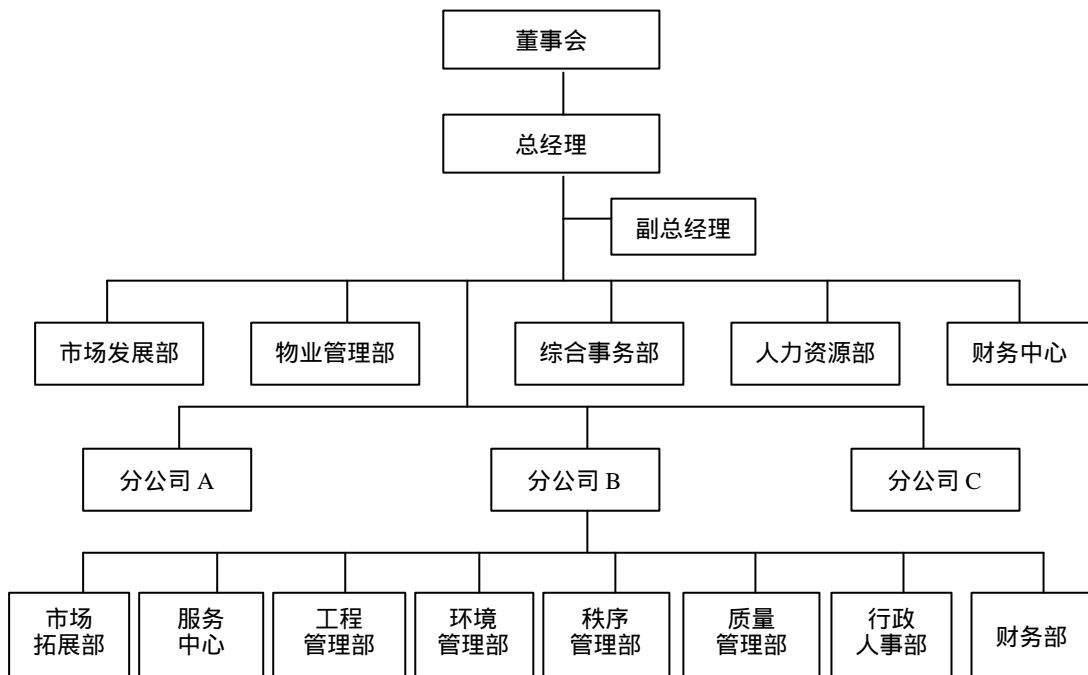 董事会
总经理
副总经理
市场发展部
物业管理部
综合事务部
人力资源部
财务中心
分公司 A
分公司 B
分公司 C
市场
拓展部
服务
中心
工程
管理部
环境
管理部
秩序
管理部
质量
管理部
行政
人事部
财务部